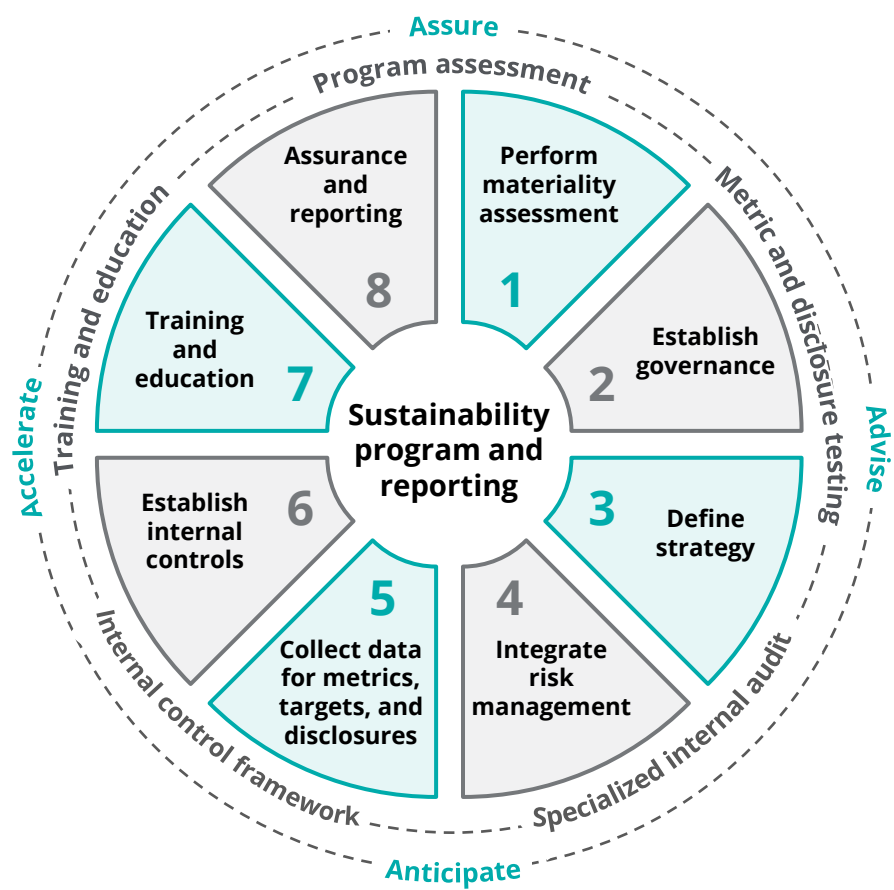 Assure
Program assessment
Metric and disclosure testing
Advise
Specialized internal audit
Anticipate
Internal control framework
Accelerate
Training and education
Perform
materiality
assessment
1
Establish
governance
2
Define
strategy
3
4
Integrate
risk
management
5
Collect data
for metrics,
targets, and
disclosures
Establish
internal
controls
6
Training
and
education
7
Assurance
and
reporting
8
Sustainability
program and
reporting